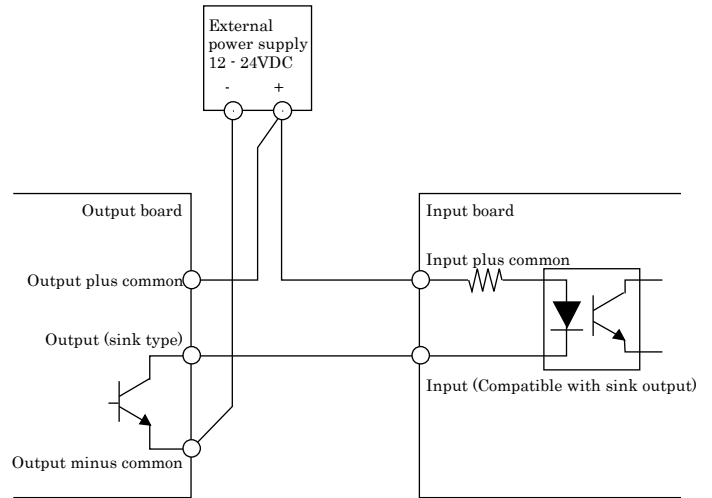 External
power supply
12 - 24VDC
- +
Output board
Input board
Input plus common
Output plus common
Output (sink type)
Input (Compatible with sink output)
Output minus common